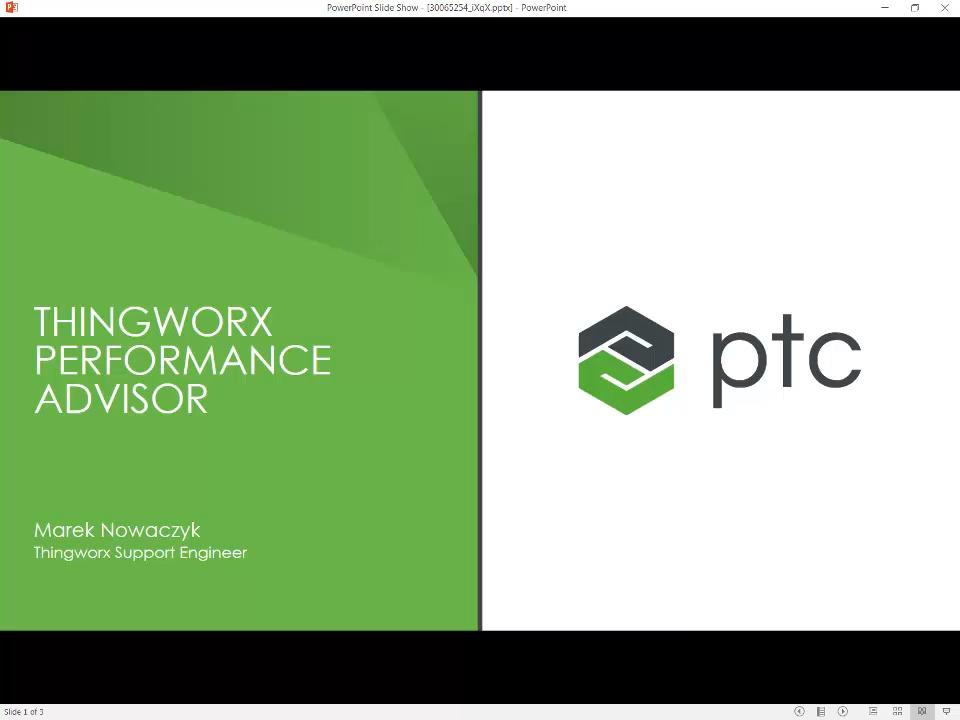 PowerPoint Slide Show - [30065254_iXqX.pptx] - PowerPoint
THINGWORX
PERFORMANCE
ADVISOR
ptc
Marek Nowaczyk
Thingworx Support Engineer
Slide 1 of 3